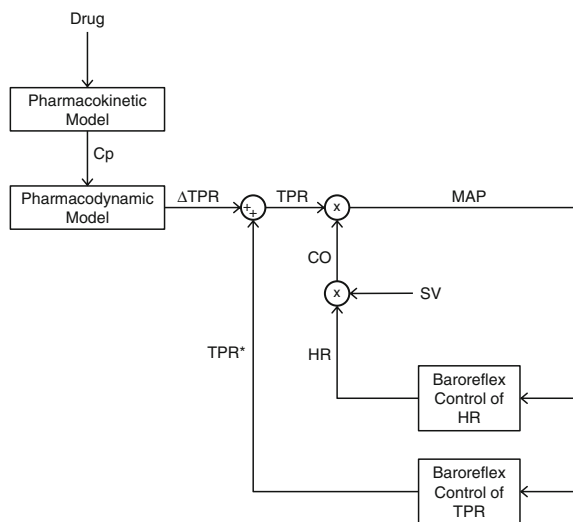 Drug
Pharmacokinetic
Model
Cp
Pharmacodynamic
Model
ΔTPR
+
+
TPR
x
MAP
CO
x
SV
TPR*
HR
Baroreflex
Control of
HR
Baroreflex
Control of
TPR